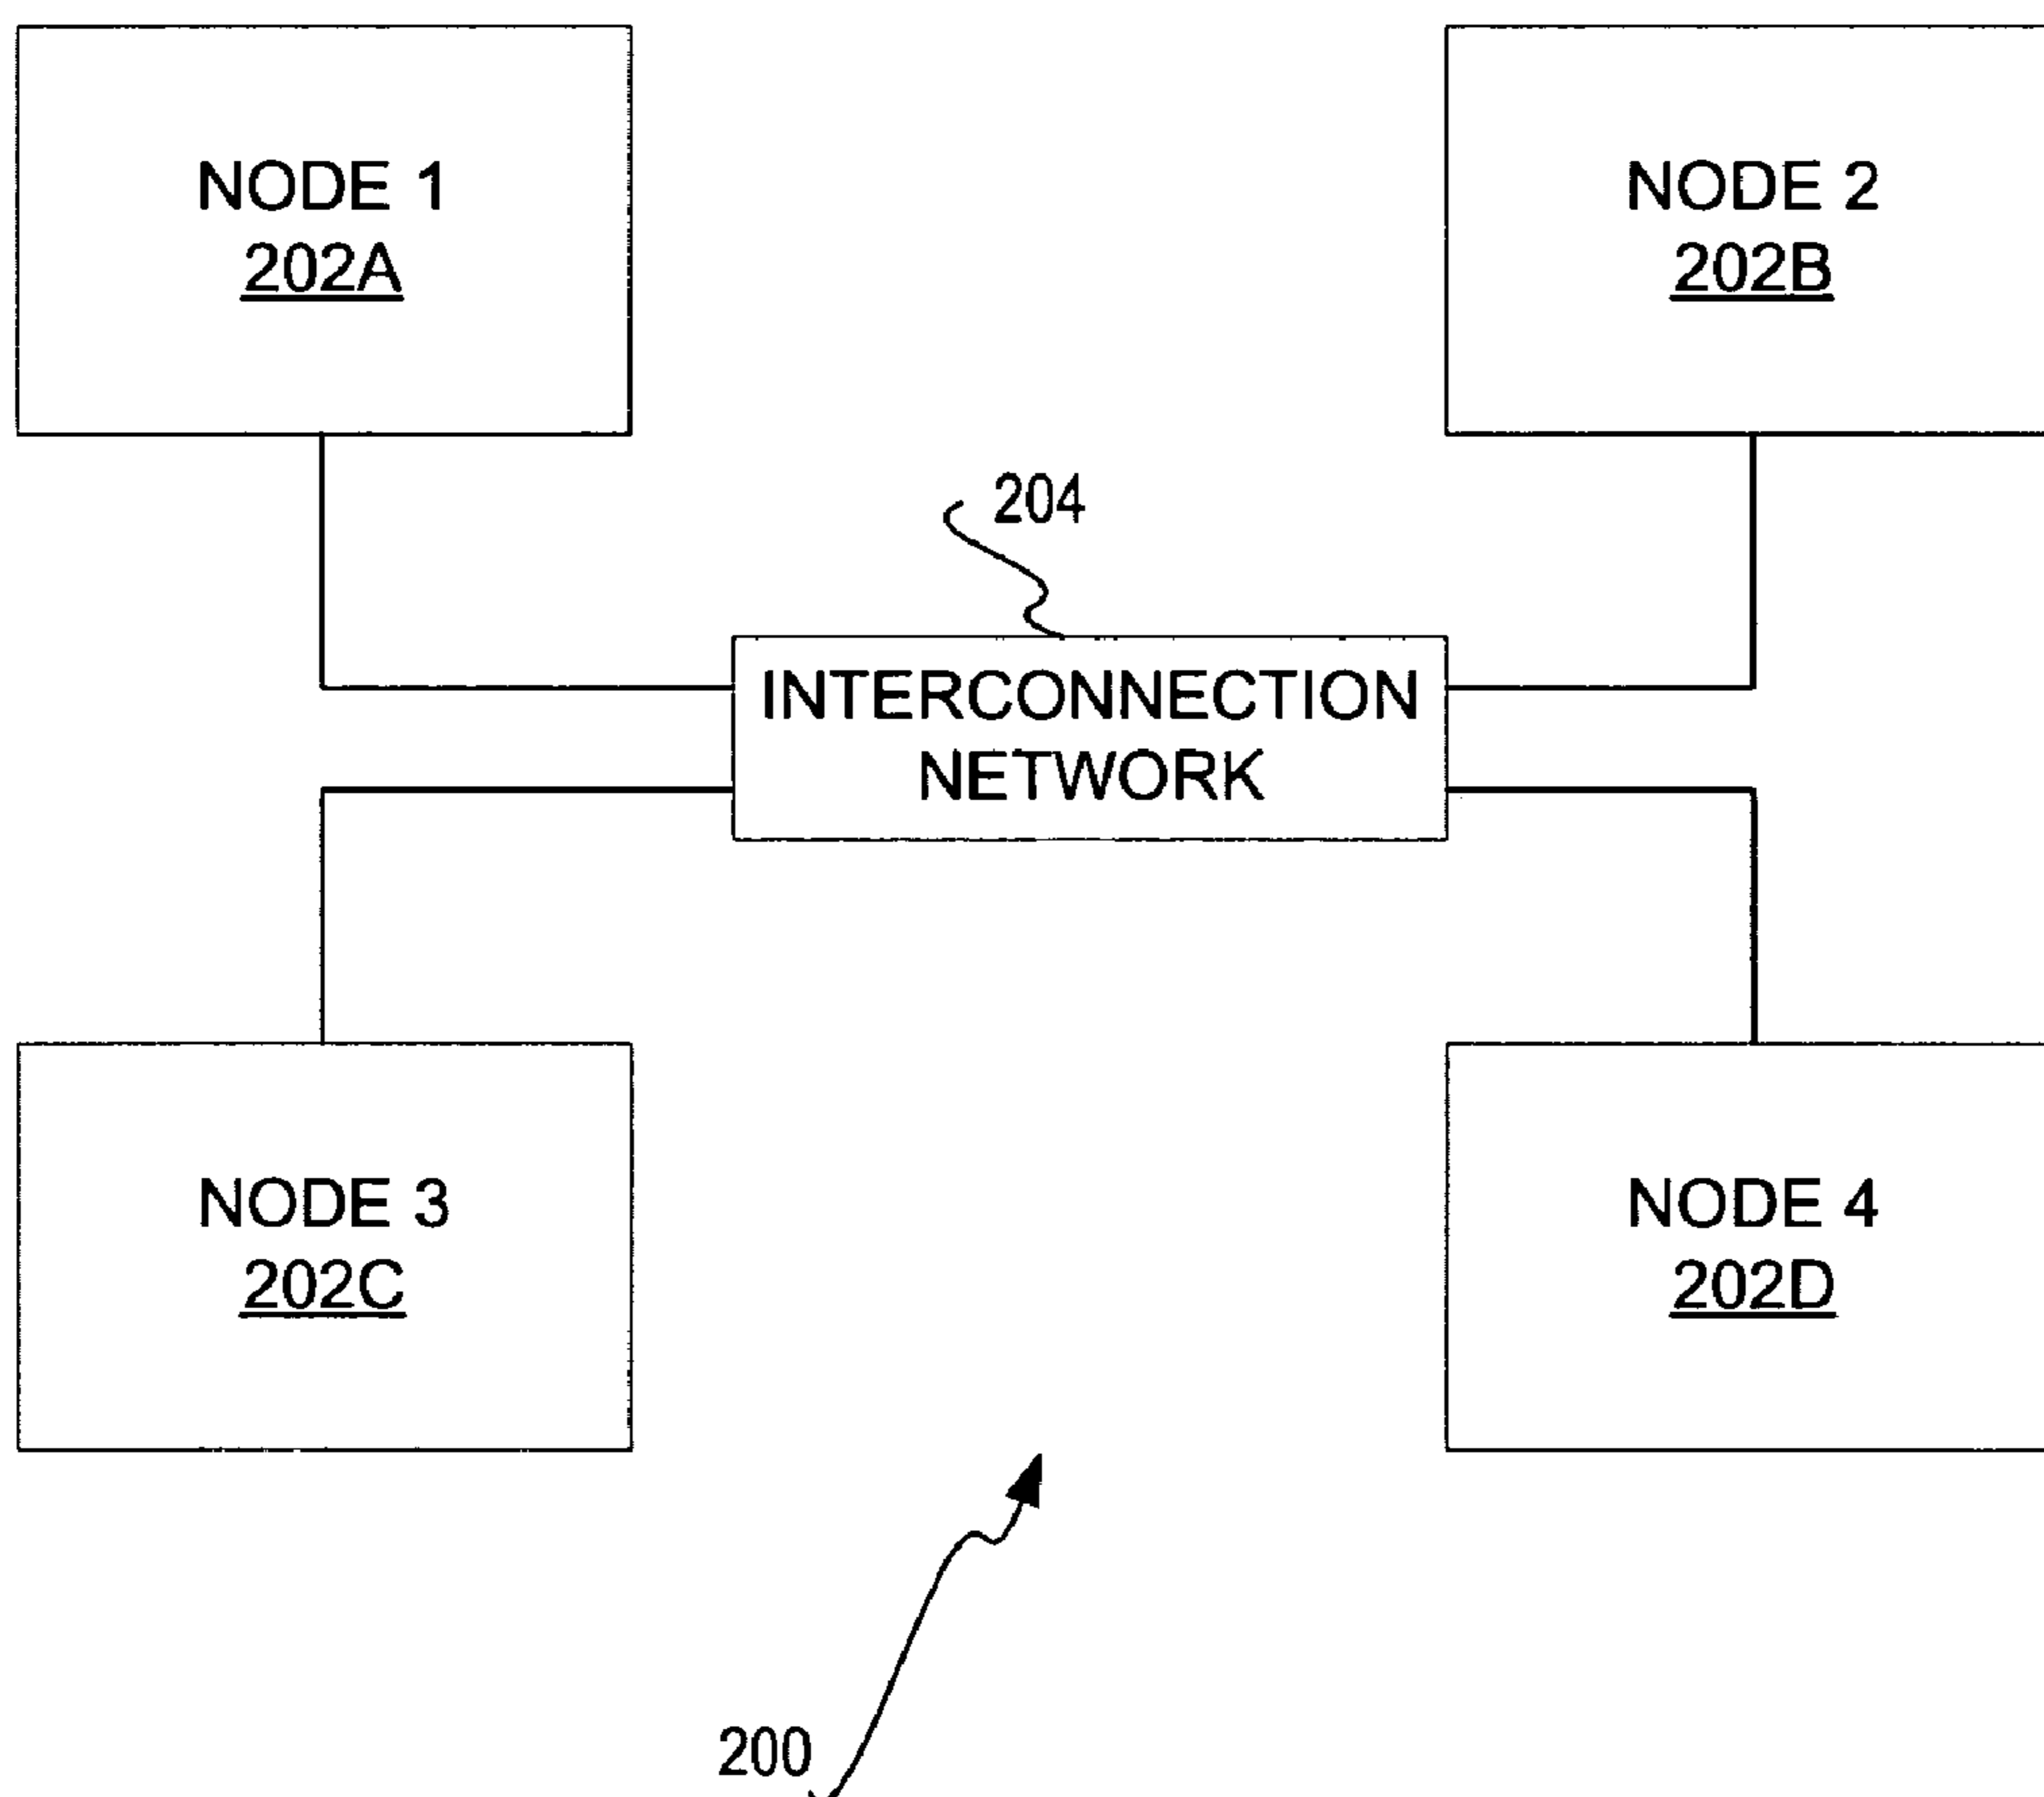 NODE 1
202A
NODE 2
202B
204
INTERCONNECTION
NETWORK
NODE 3
202C
NODE 4
202D
200